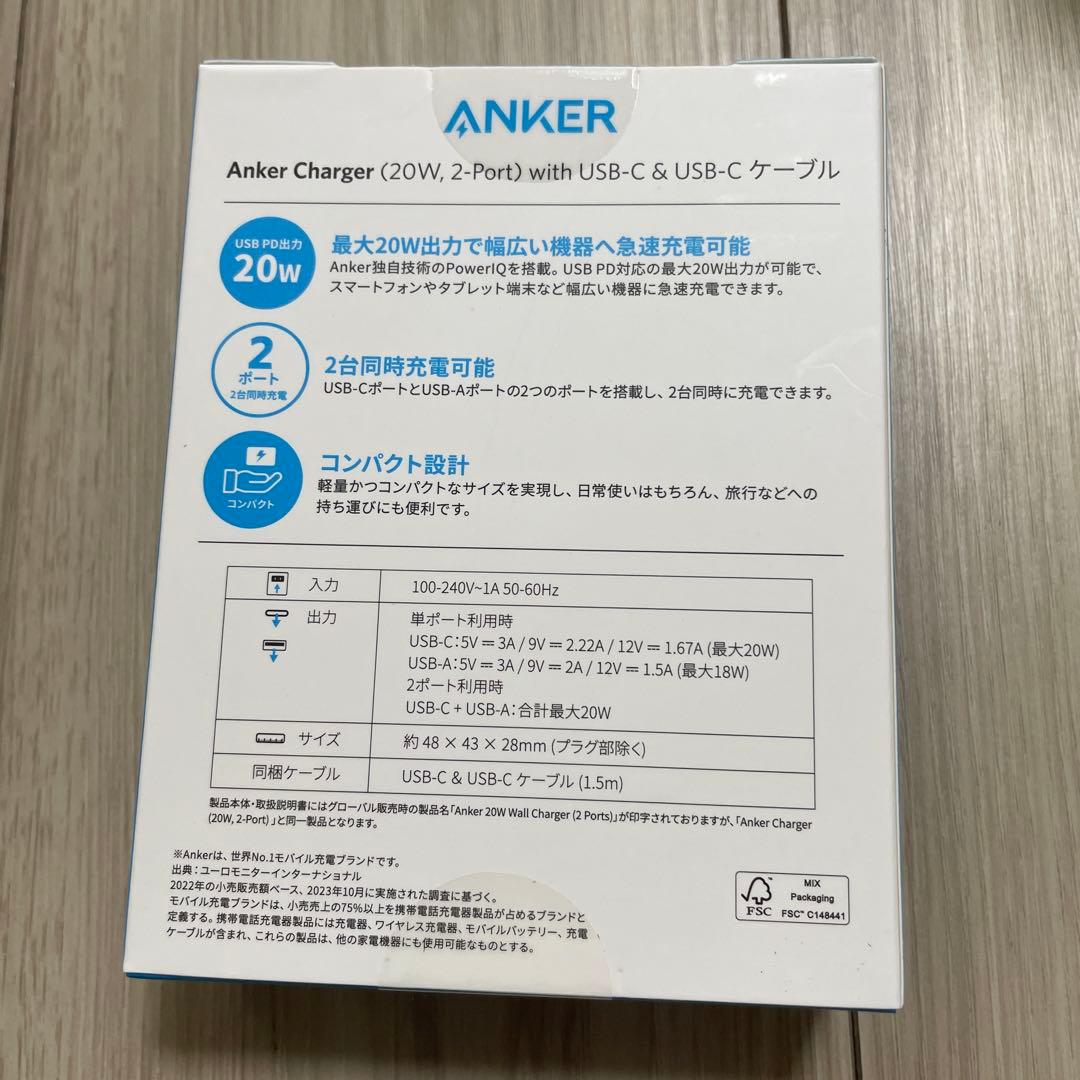 ANKER
Anker Charger (20W, 2-Port) with USB-C & USB-C ケーブル
USB PD出力
20W
最大20W出力で幅広い機器へ急速充電可能
Anker独自技術のPowerIQを搭載。USB PD対応の最大20W出力が可能で、
スマートフォンやタブレット端末など幅広い機器に急速充電できます。
2
ポート
2台同時充電
2台同時充電可能
USB-CポートとUSB-Aポートの2つのポートを搭載し、2台同時に充電できます。
コンパクト
コンパクト設計
軽量かつコンパクトなサイズを実現し、日常使いはもちろん、旅行などへの
持ち運びにも便利です。
入力 100-240V~1A 50-60Hz
出力 単ポート利用時
USB-C:5V⎓3A / 9V⎓2.22A / 12V⎓1.67A (最大20W)
USB-A:5V⎓3A / 9V⎓2A / 12V⎓1.5A (最大18W)
2ポート利用時
USB-C + USB-A:合計最大20W
サイズ 約 48 × 43 × 28mm (プラグ部除く)
同梱ケーブル USB-C & USB-C ケーブル (1.5m)
製品本体・取扱説明書にはグローバル販売時の製品名「Anker 20W Wall Charger (2 Ports)」が印字されておりますが、「Anker Charger
(20W, 2-Port) 」と同一製品となります。
※Ankerは、世界No.1モバイル充電ブランドです。
出典：ユーロモニターインターナショナル
2022年の小売販売額ベース、2023年10月に実施された調査に基づく。
モバイル充電ブランドは、小売売上の75%以上を携帯電話充電器製品が占めるブランドと
定義する。携帯電話充電器製品には充電器、ワイヤレス充電器、モバイルバッテリー、充電
ケーブルが含まれ、これらの製品は、他の家電機器にも使用可能なものとする。
FSC
MIX
Packaging
FSC™ C148441